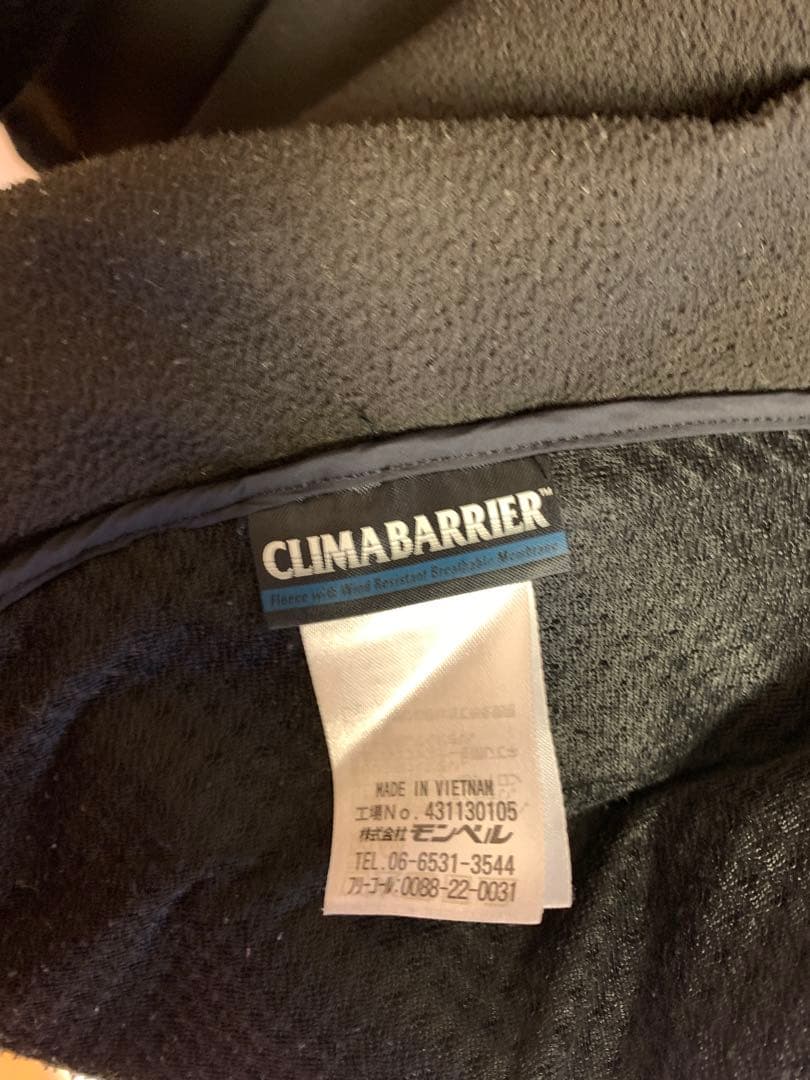 CLIMABARRIER™
Fleece with Wind Resistant Breathable Membrane
MADE IN VIETNAM
工場No. 431130105
株式会社 モンベル
TEL.06-6531-3544
フリーコール:0088-22-0031